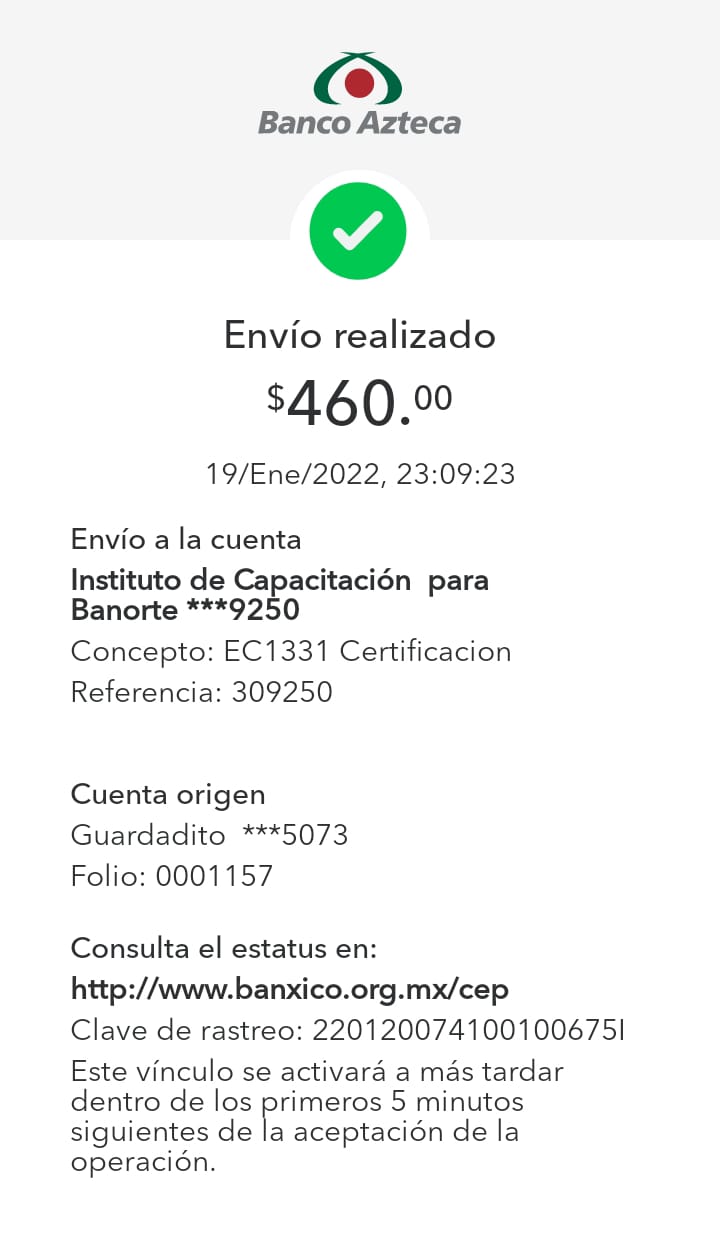 Banco Azteca
Envío realizado
$460.00
19/Ene/2022, 23:09:23
Envío a la cuenta
Instituto de Capacitación  para
Banorte ***9250
Concepto: EC1331 Certificacion
Referencia: 309250
Cuenta origen
Guardadito  ***5073
Folio: 0001157
Consulta el estatus en:
http://www.banxico.org.mx/cep
Clave de rastreo: 220120074100100675I
Este vínculo se activará a más tardar
dentro de los primeros 5 minutos
siguientes de la aceptación de la
operación.